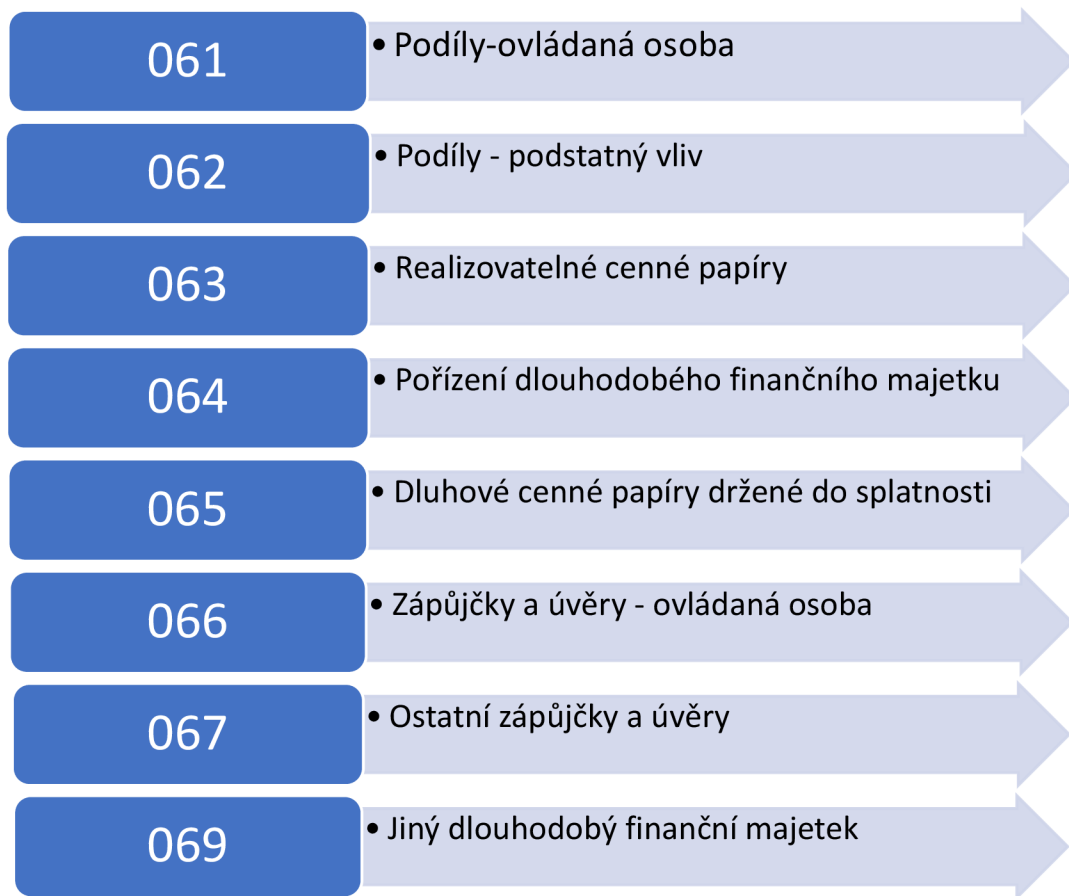 061
• Podíly-ovládaná osoba
062
• Podíly - podstatný vliv
063
• Realizovatelné cenné papíry
064
• Pořízení dlouhodobého finančního majetku
065
• Dluhové cenné papíry držené do splatnosti
066
• Zápůjčky a úvěry - ovládaná osoba
067
• Ostatní zápůjčky a úvěry
069
• Jiný dlouhodobý finanční majetek